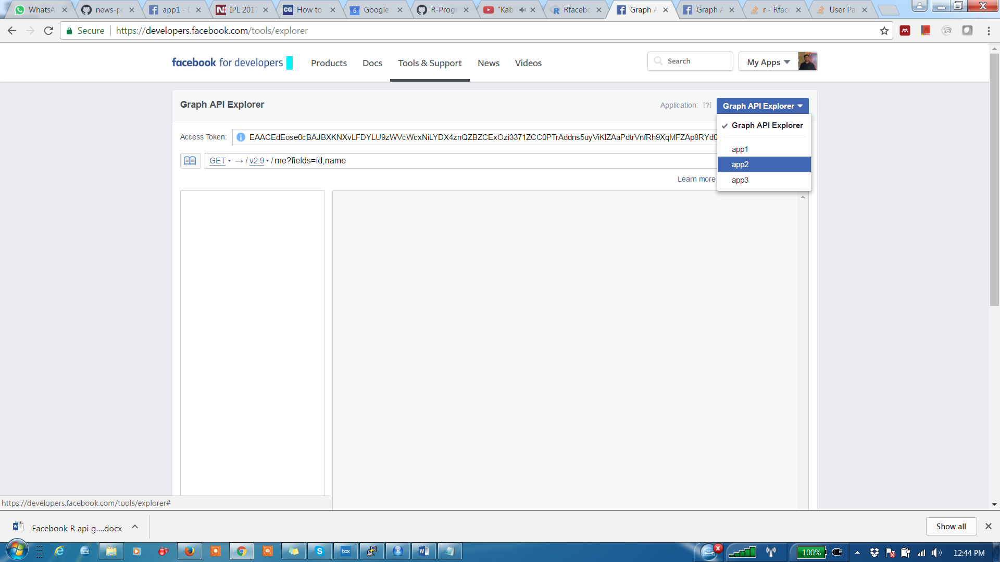 WhatsA
news-po
app1 - D
IPL 2017
How to
Google
R-Progr
"Kab
Rfacebo
Graph A
Graph A
r - Rfac
User Pa
Secure https://developers.facebook.com/tools/explorer
facebook for developers
Products
Docs
Tools & Support
News
Videos
Search
My Apps
Graph API Explorer
Application: [?]
Graph API Explorer
Graph API Explorer
app1
app2
app3
Access Token:
EAACEdEose0cBAJBXKNXvLFDYLU9zWVcWcxNiLYDX4znQZBZCExOzi3371ZCC0PTrAddns5uyViKlZAaPdtrVnfRh9XqMFZAp8RYd0
GET → / v2.9 / me?fields=id,name
Learn more
https://developers.facebook.com/tools/explorer#
Facebook R api g....docx
Show all
box
100%
12:44 PM